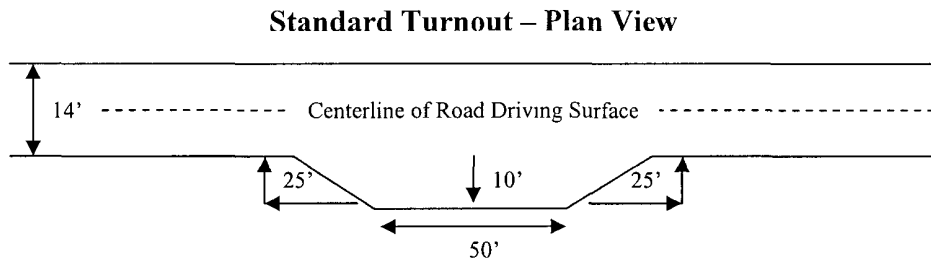 Standard Turnout – Plan View
14’
Centerline of Road Driving Surface
25’
10’
25’
50’